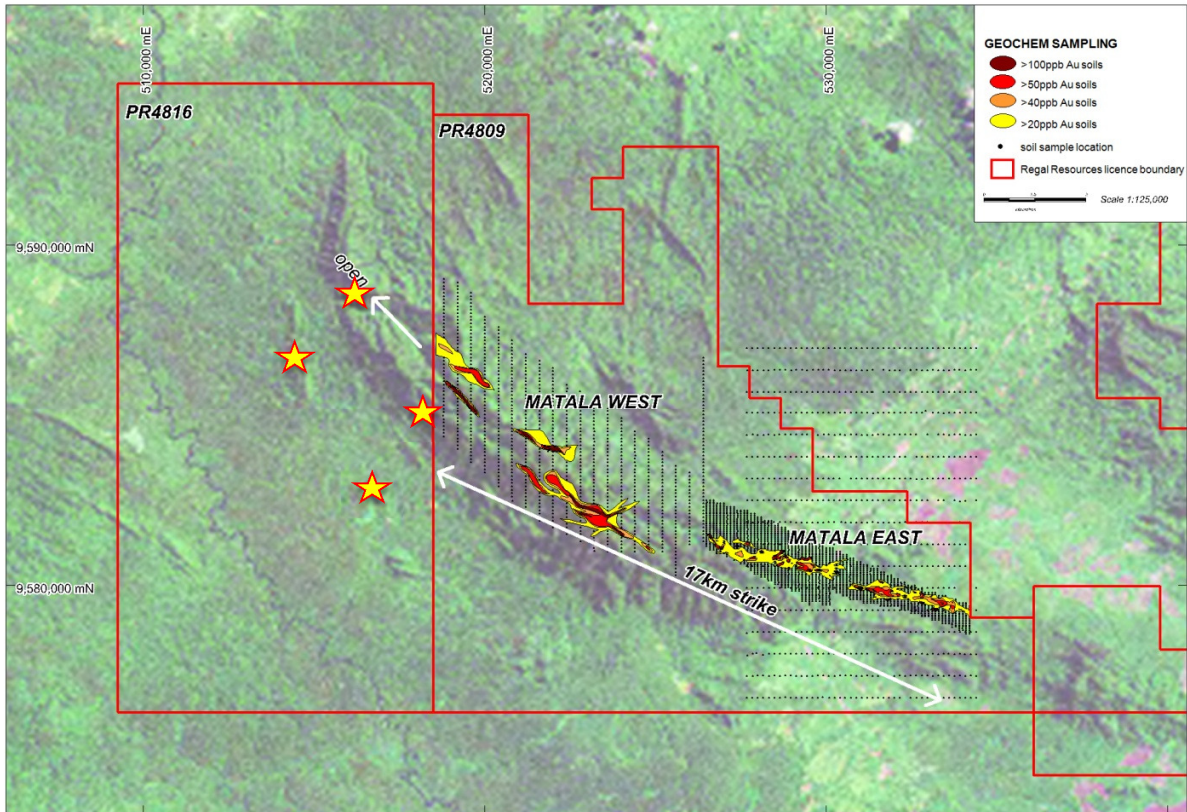 510,000 mE
520,000 mE
530,000 mE
GEOCHEM SAMPLING
>100ppb Au soils
>50ppb Au soils
>40ppb Au soils
>20ppb Au soils
soil sample location
Regal Resources licence boundary
Scale 1:125,000
PR4816
PR4809
9,590,000 mN
open
MATALA WEST
MATALA EAST
17km strike
9,580,000 mN